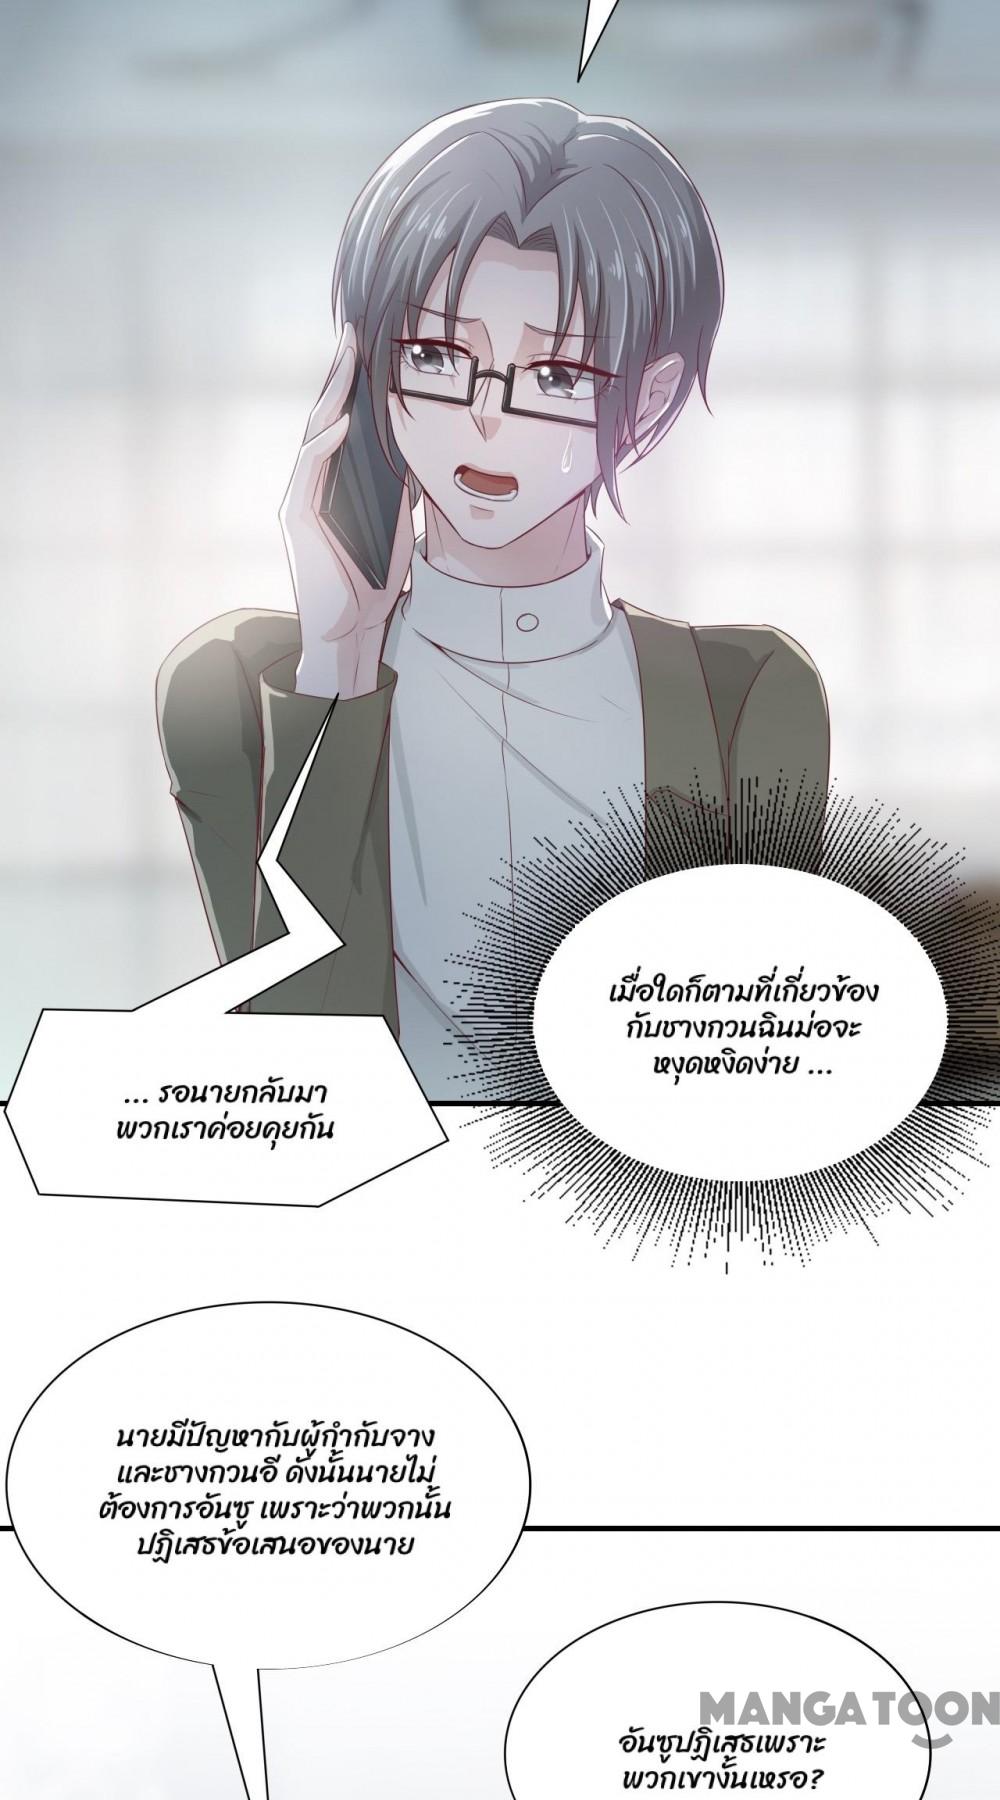 เมื่อใดก็ตามที่เกี่ยวข้อง
กับชางกวนฉินม่อจะ
หงุดหงิดง่าย ...
... รอนายกลับมา
พวกเราค่อยคุยกัน
นายมีปัญหากับผู้กำกับจาง
และชางกวนอี ดังนั้นนายไม่
ต้องการอันซู เพราะว่าพวกนั้น
ปฏิเสธข้อเสนอของนาย
MANGATOON
อันซูปฏิเสธเพราะ
พวกเขางั้นเหรอ?